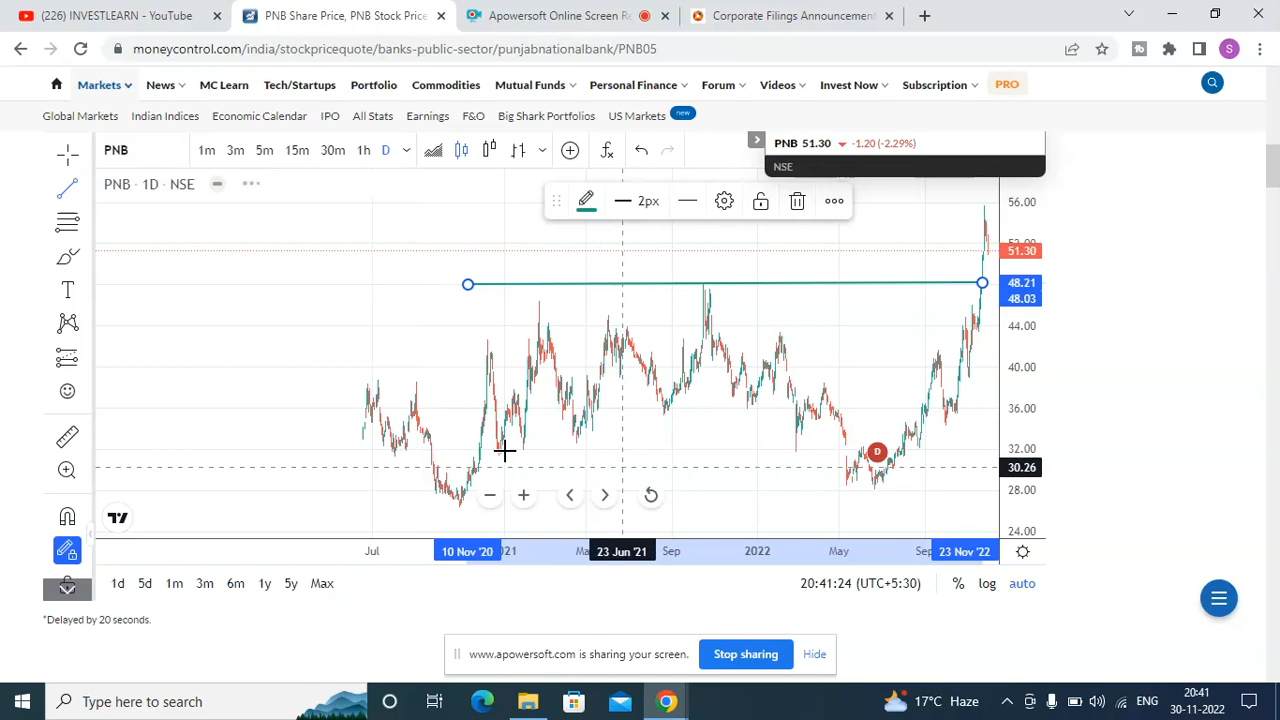 (226) INVESTLEARN - YouTube
PNB Share Price, PNB Stock Price
Apowersoft Online Screen Re
Corporate Filings Announcement
moneycontrol.com/india/stockpricequote/banks-public-sector/punjabnationalbank/PNB05
S
Markets News MC Learn Tech/Startups Portfolio Commodities Mutual Funds Personal Finance Forum Videos Invest Now Subscription PRO
Global Markets Indian Indices Economic Calendar IPO All Stats Earnings F&O Big Shark Portfolios US Markets new
PNB 1m 3m 5m 15m 30m 1h D
PNB 51.30 -1.20 (-2.29%)
NSE
PNB · 1D · NSE
2px
56.00
52.00
51.30
48.21
48.03
44.00
40.00
36.00
32.00
D
30.26
28.00
24.00
Jul 10 Nov '20 2021 Ma 23 Jun '21 Sep 2022 May Sep 23 Nov '22
1d 5d 1m 3m 6m 1y 5y Max 20:41:24 (UTC+5:30) % log auto
*Delayed by 20 seconds.
www.apowersoft.com is sharing your screen. Stop sharing Hide
Type here to search
17°C Haze
ENG
20:41
30-11-2022